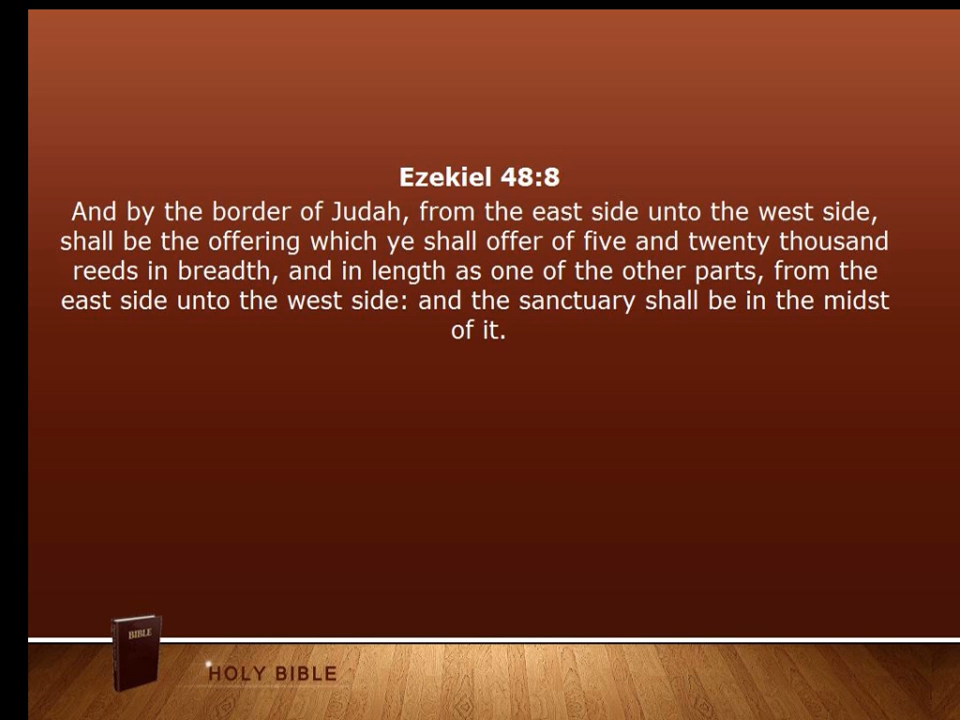 Ezekiel 48:8
And by the border of Judah, from the east side unto the west side,
shall be the offering which ye shall offer of five and twenty thousand
reeds in breadth, and in length as one of the other parts, from the
east side unto the west side: and the sanctuary shall be in the midst
of it.
BIBLE
HOLY BIBLE